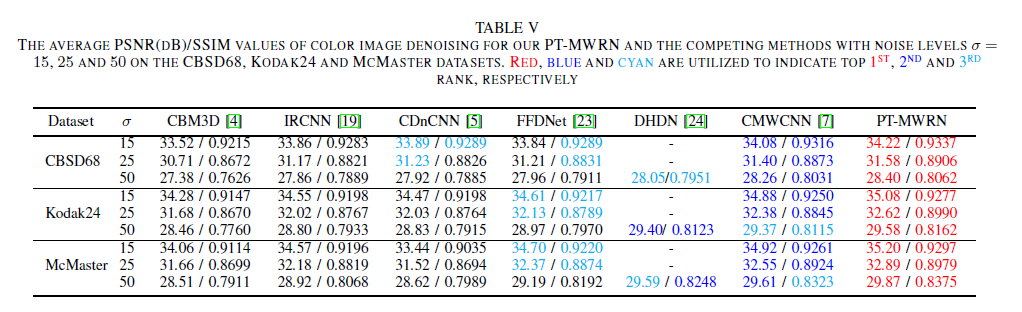 TABLE V
THE AVERAGE PSNR(DB)/SSIM VALUES OF COLOR IMAGE DENOISING FOR OUR PT-MWRN AND THE COMPETING METHODS WITH NOISE LEVELS σ =
15, 25 AND 50 ON THE CBSD68, KODAK24 AND MCMASTER DATASETS. RED, BLUE AND CYAN ARE UTILIZED TO INDICATE TOP 1ST, 2ND AND 3RD
RANK, RESPECTIVELY
Dataset σ CBM3D [4] IRCNN [19] CDnCNN [5] FFDNet [23] DHDN [24] CMWCNN [7] PT-MWRN
15 33.52 / 0.9215 33.86 / 0.9283 33.89 / 0.9289 33.84 / 0.9289 - 34.08 / 0.9316 34.22 / 0.9337
CBSD68 25 30.71 / 0.8672 31.17 / 0.8821 31.23 / 0.8826 31.21 / 0.8831 - 31.40 / 0.8873 31.58 / 0.8906
50 27.38 / 0.7626 27.86 / 0.7889 27.92 / 0.7885 27.96 / 0.7911 28.05/0.7951 28.26 / 0.8031 28.40 / 0.8062
15 34.28 / 0.9147 34.55 / 0.9198 34.47 / 0.9198 34.61 / 0.9217 - 34.88 / 0.9250 35.08 / 0.9277
Kodak24 25 31.68 / 0.8670 32.02 / 0.8767 32.03 / 0.8764 32.13 / 0.8789 - 32.38 / 0.8845 32.62 / 0.8990
50 28.46 / 0.7760 28.80 / 0.7933 28.83 / 0.7915 28.97 / 0.7970 29.40/ 0.8123 29.37 / 0.8115 29.58 / 0.8162
15 34.06 / 0.9114 34.57 / 0.9196 33.44 / 0.9035 34.70 / 0.9220 - 34.92 / 0.9261 35.20 / 0.9297
McMaster 25 31.66 / 0.8699 32.18 / 0.8819 31.52 / 0.8694 32.37 / 0.8874 - 32.55 / 0.8924 32.89 / 0.8979
50 28.51 / 0.7911 28.92 / 0.8068 28.62 / 0.7989 29.19 / 0.8192 29.59 / 0.8248 29.61 / 0.8323 29.87 / 0.8375